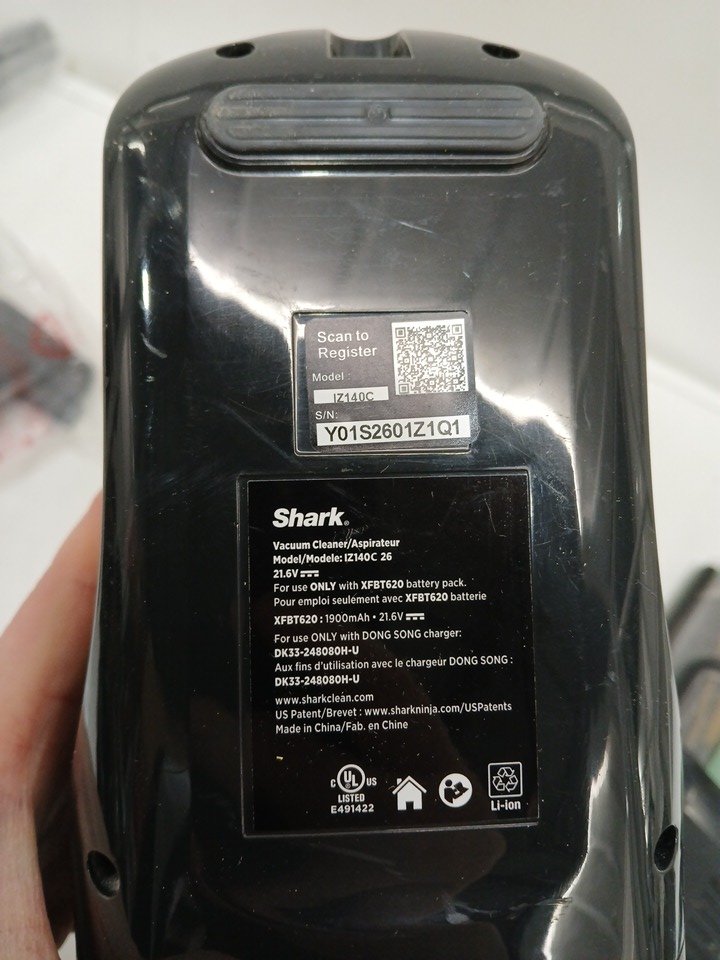 Scan to
Register
Model :
IZ140C
S/N:
Y01S2601Z1Q1
Shark®
Vacuum Cleaner/Aspirateur
Model/Modele: IZ140C 26
21.6V
For use ONLY with XFBT620 battery pack.
Pour emploi seulement avec XFBT620 batterie
XFBT620 : 1900mAh • 21.6V
For use ONLY with DONG SONG charger:
DK33-248080H-U
Aux fins d'utilisation avec le chargeur DONG SONG :
DK33-248080H-U
www.sharkclean.com
US Patent/Brevet : www.sharkninja.com/USPatents
Made in China/Fab. en Chine
C UL US
LISTED
E491422
Li-ion